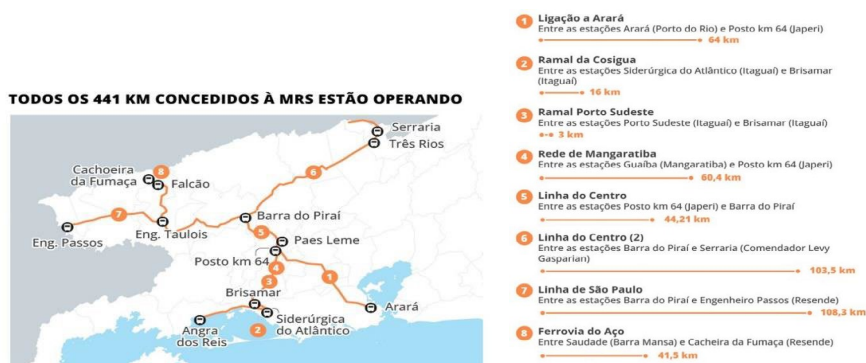 TODOS OS 441 KM CONCEDIDOS À MRS ESTÃO OPERANDO
Serraria
Três Rios
6
8
Cachoeira
da Fumaça
Falcão
7
Barra do Piraí
Eng. Taulois
Eng. Passos
5
Paes Leme
Posto km 64
4
3
1
Brisamar
Arará
Siderúrgica
do Atlântico
Angra
dos Reis
2
1 Ligação a Arará
Entre as estações Arará (Porto do Rio) e Posto km 64 (Japeri)
64 km
2 Ramal da Cosigua
Entre as estações Siderúrgica do Atlântico (Itaguaí) e Brisamar
(Itaguaí)
16 km
3 Ramal Porto Sudeste
Entre as estações Porto Sudeste (Itaguaí) e Brisamar (Itaguaí)
3 km
4 Rede de Mangaratiba
Entre as estações Guaíba (Mangaratiba) e Posto km 64 (Japeri)
60,4 km
5 Linha do Centro
Entre as estações Posto km 64 (Japeri) e Barra do Piraí
44,21 km
6 Linha do Centro (2)
Entre as estações Barra do Piraí e Serraria (Comendador Levy
Gasparian)
103,5 km
7 Linha de São Paulo
Entre as estações Barra do Piraí e Engenheiro Passos (Resende)
108,3 km
8 Ferrovia do Aço
Entre Saudade (Barra Mansa) e Cacheira da Fumaça (Resende)
41,5 km